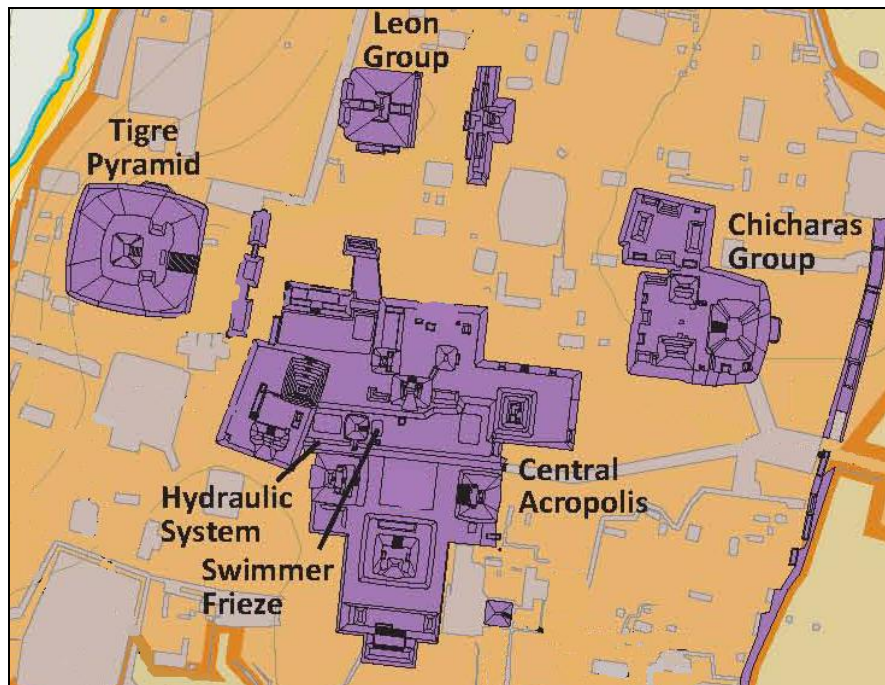 Leon
Group
Tigre
Pyramid
Chicharas
Group
Central
Acropolis
Hydraulic
System
Swimmer
Frieze